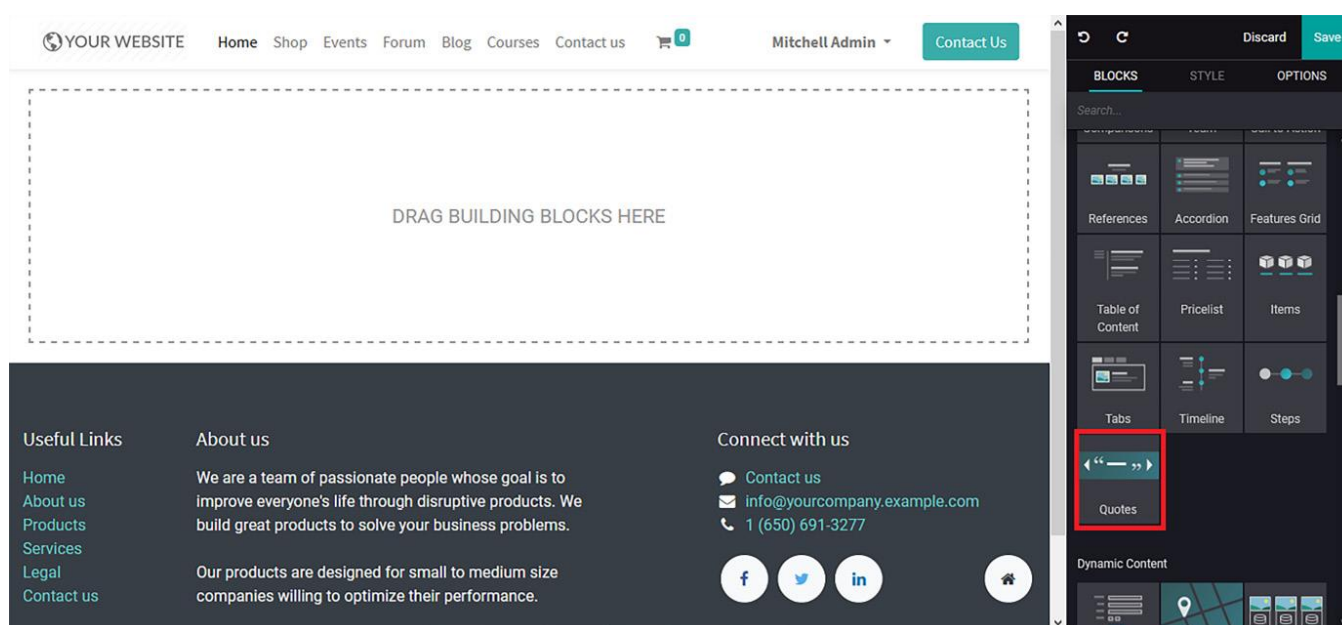 YOUR WEBSITE Home Shop Events Forum Blog Courses Contact us 0 Mitchell Admin Contact Us
DRAG BUILDING BLOCKS HERE
Useful Links
Home
About us
Products
Services
Legal
Contact us
About us
We are a team of passionate people whose goal is to
improve everyone's life through disruptive products. We
build great products to solve your business problems.
Our products are designed for small to medium size
companies willing to optimize their performance.
Connect with us
Contact us
info@yourcompany.example.com
1 (650) 691-3277
Discard Save
BLOCKS STYLE OPTIONS
Search...
References Accordion Features Grid
Table of
Content
Pricelist Items
Tabs Timeline Steps
Quotes
Dynamic Content